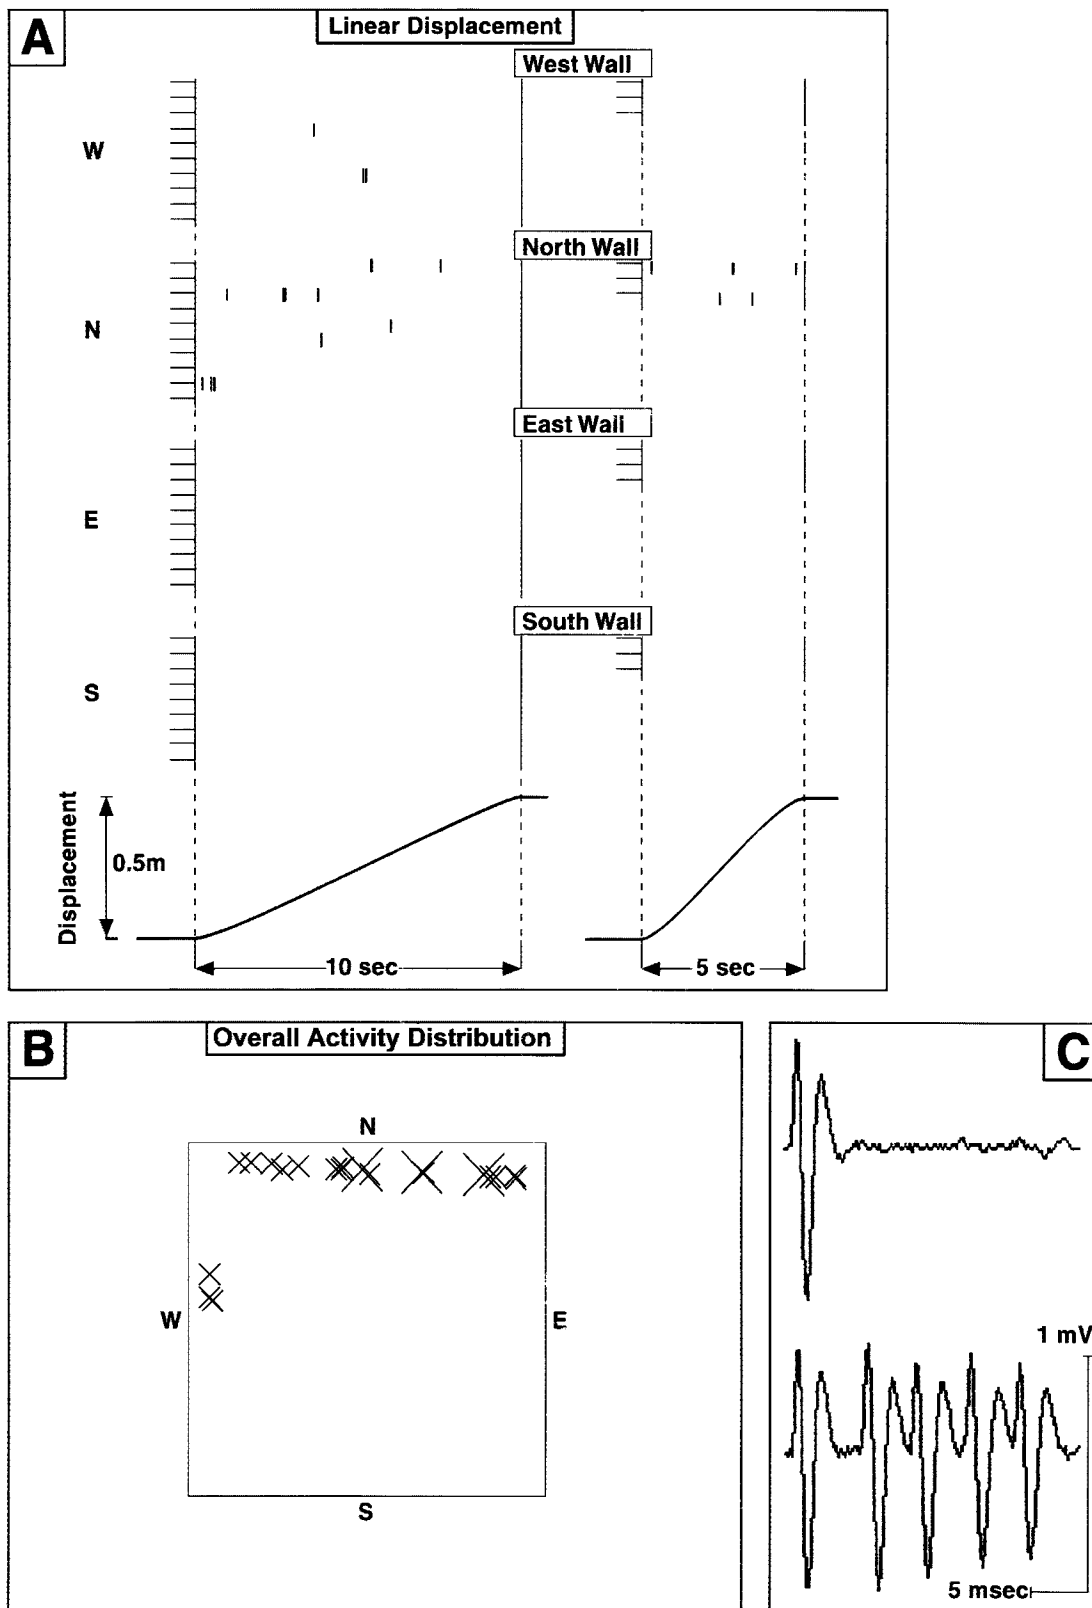 A
Linear Displacement
West Wall
W
North Wall
N
East Wall
E
South Wall
S
Displacement
0.5m
10 sec
5 sec
B
Overall Activity Distribution
C
N
W
E
S
1 mV
5 msec